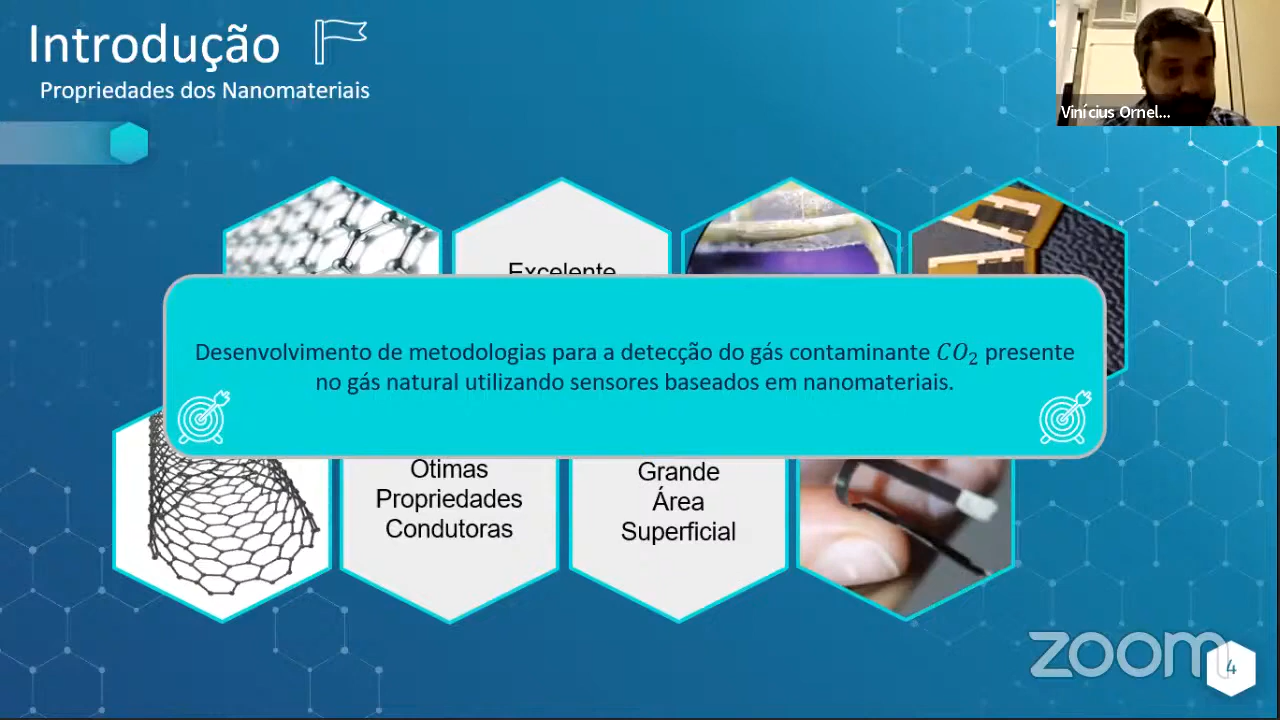 Introdução
Propriedades dos Nanomateriais
Vinícius Ornel...
Excelente
Desenvolvimento de metodologias para a detecção do gás contaminante CO₂ presente
no gás natural utilizando sensores baseados em nanomateriais.
Otimas
Propriedades
Condutoras
Grande
Área
Superficial
zoom
4